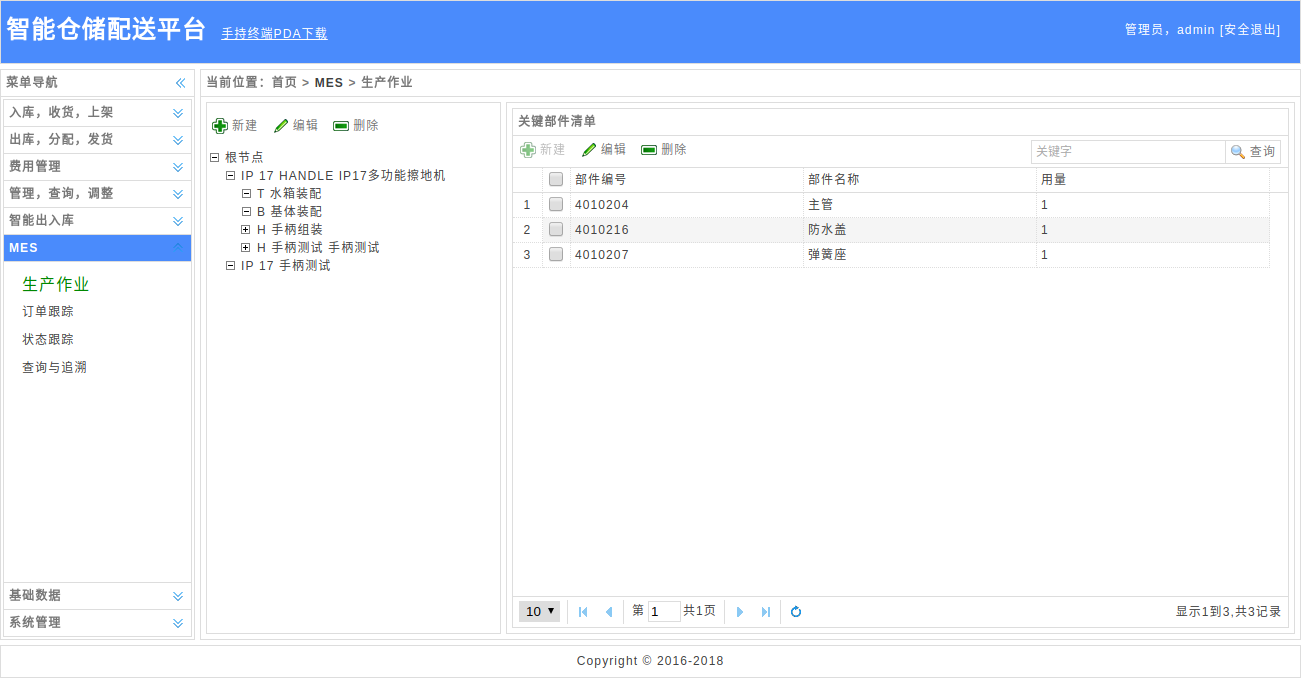 智能仓储配送平台 手持终端PDA下载 管理员，admin [安全退出]
菜单导航
入库，收货，上架
出库，分配，发货
费用管理
管理，查询，调整
智能出入库
MES
生产作业
订单跟踪
状态跟踪
查询与追溯
基础数据
系统管理
当前位置：首页 > MES > 生产作业
新建 编辑 删除
根节点
IP 17 HANDLE IP17多功能擦地机
T 水箱装配
B 基体装配
H 手柄组装
H 手柄测试 手柄测试
IP 17 手柄测试
关键部件清单
新建 编辑 删除 关键字 查询
部件编号 部件名称 用量
1 4010204 主管 1
2 4010216 防水盖 1
3 4010207 弹簧座 1
10 第 1 共1页 显示1到3,共3记录
Copyright © 2016-2018